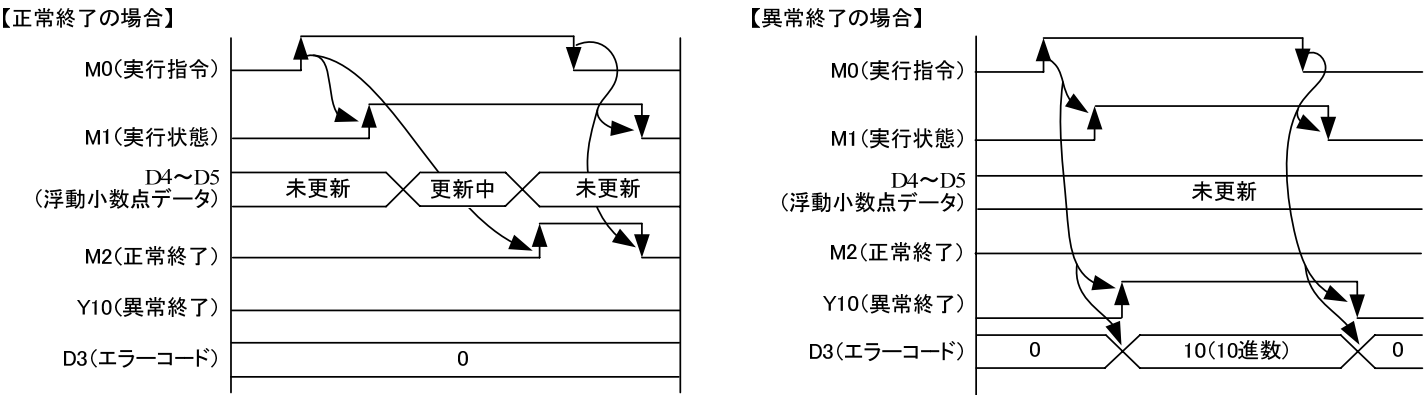 【正常終了の場合】
M0(実行指令)
M1(実行状態)
D4～D5
(浮動小数点データ)
未更新
更新中
未更新
M2(正常終了)
Y10(異常終了)
D3(エラーコード)
0
【異常終了の場合】
M0(実行指令)
M1(実行状態)
D4～D5
(浮動小数点データ)
未更新
M2(正常終了)
Y10(異常終了)
D3(エラーコード)
0
10(10進数)
0